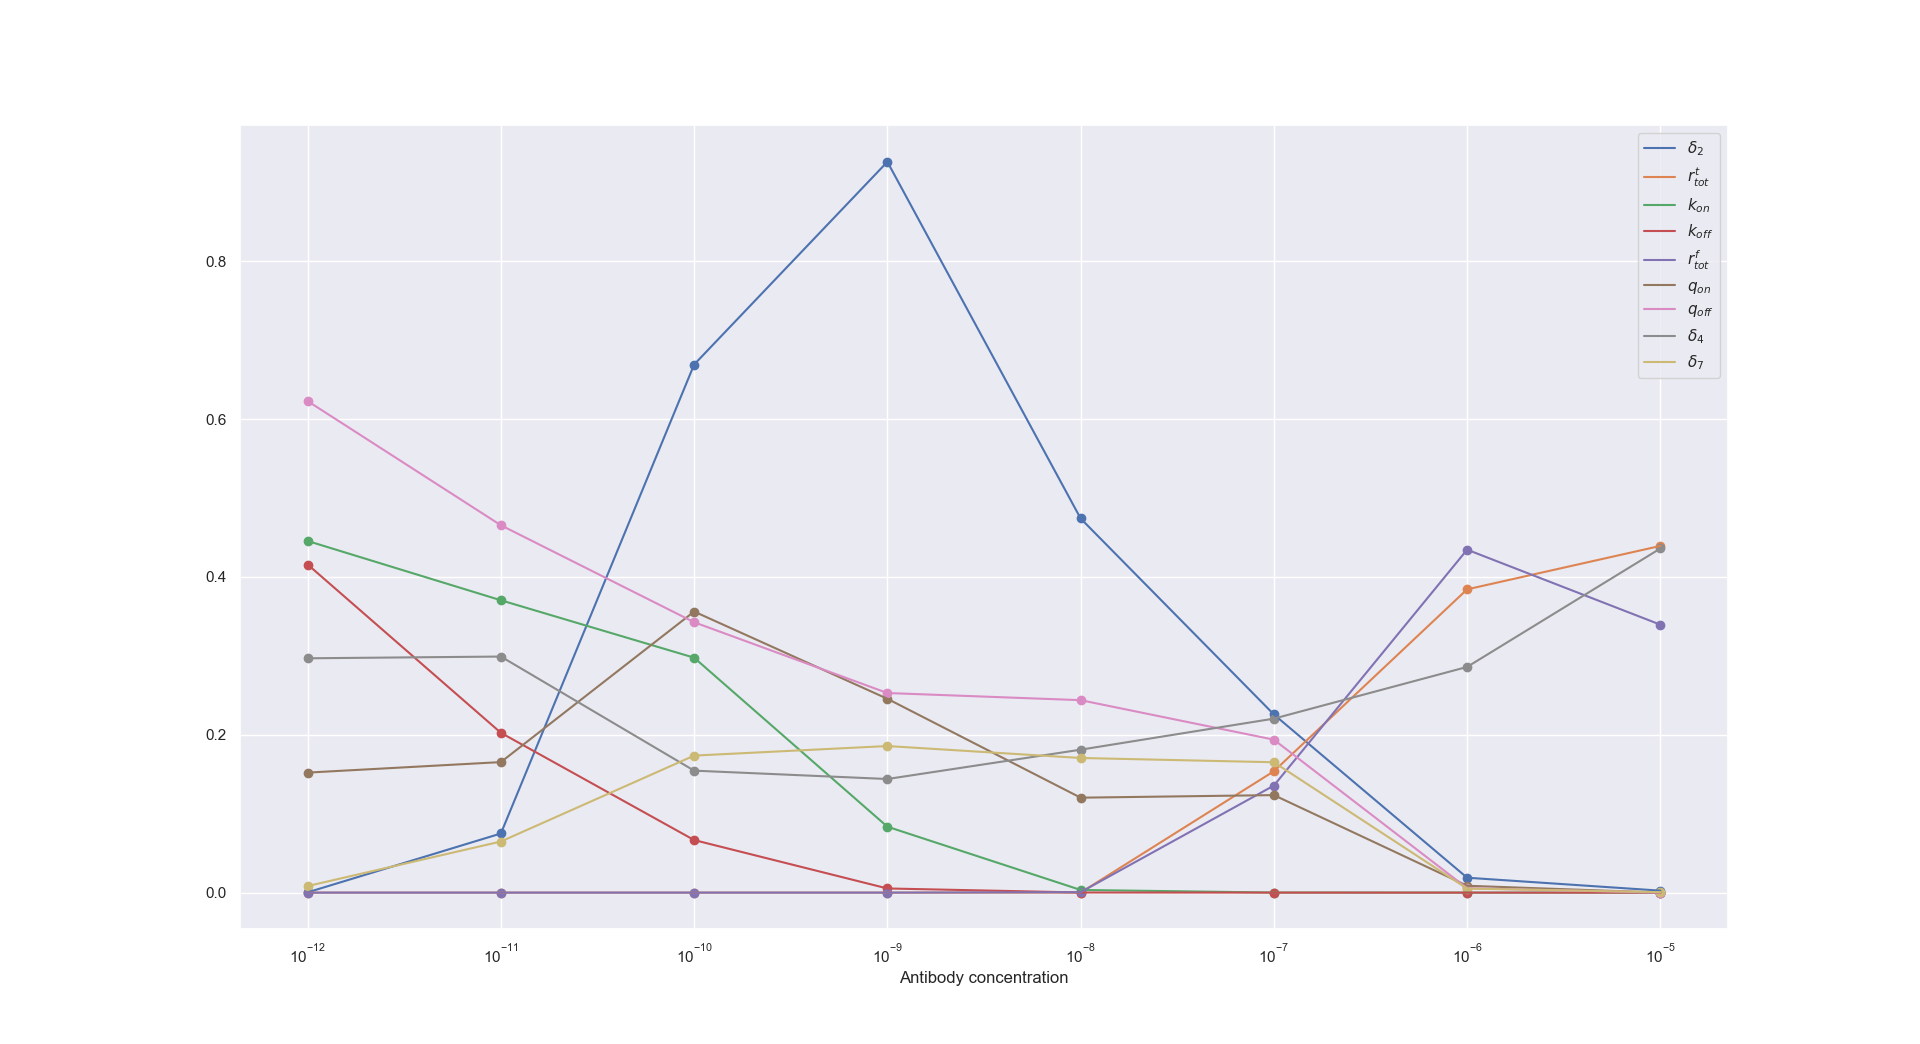 0.8
0.6
0.4
0.2
0.0
10⁻¹² 10⁻¹¹ 10⁻¹⁰ 10⁻⁹ 10⁻⁸ 10⁻⁷ 10⁻⁶ 10⁻⁵
Antibody concentration
δ₂
r^t_tot
k_on
k_off
r^f_tot
q_on
q_off
δ₄
δ₇